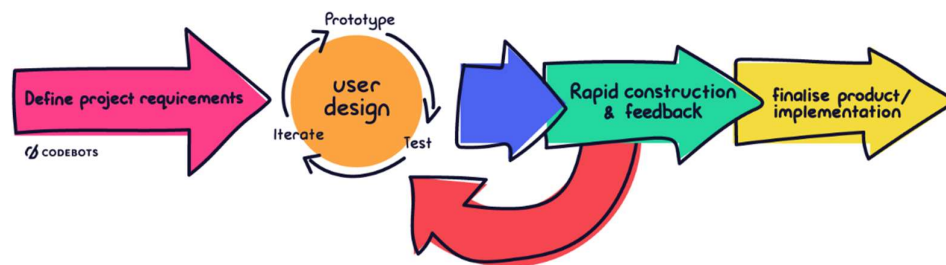 Define project requirements
CODEBOTS
Prototype
user
design
Iterate
Test
Rapid construction
& feedback
finalise product/
implementation